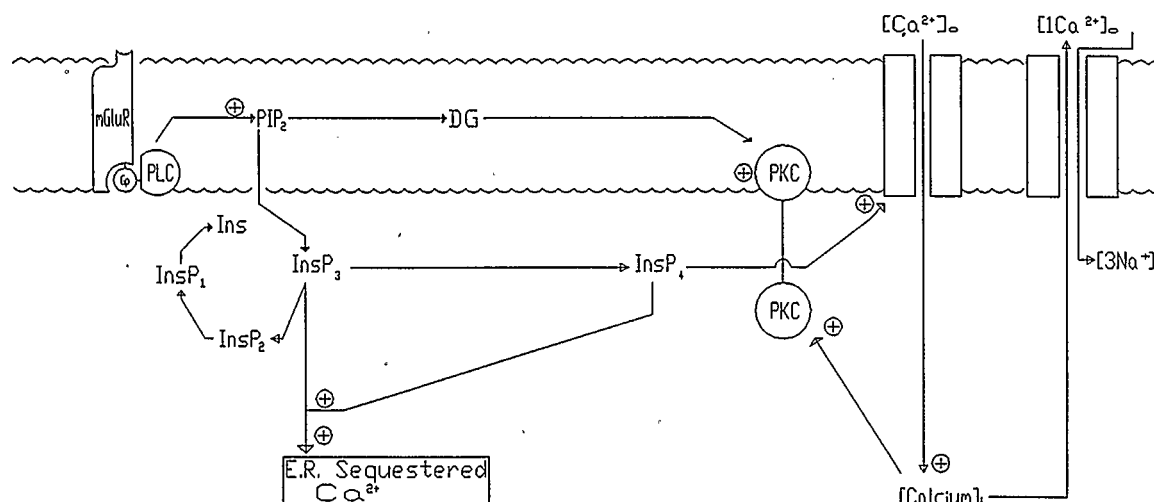 [Ca²⁺]ₒ
[1Ca²⁺]ₒ
mGluR
⊕
PIP₂
DG
Gp
PLC
⊕
PKC
⊕
Ins
InsP₁
InsP₃
InsP₄
[3Na⁺]
InsP₂
PKC
⊕
⊕
⊕
⊕
E.R. Sequestered
Ca²⁺
[Calcium]ᵢ